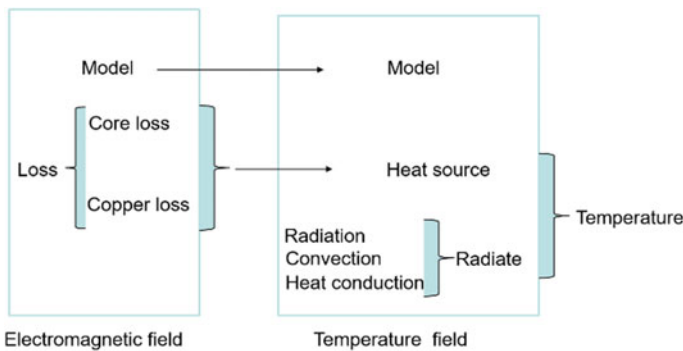 Model
Model
Core loss
Loss
Copper loss
Heat source
Radiation
Convection
Heat conduction
Radiate
Temperature
Electromagnetic field
Temperature field